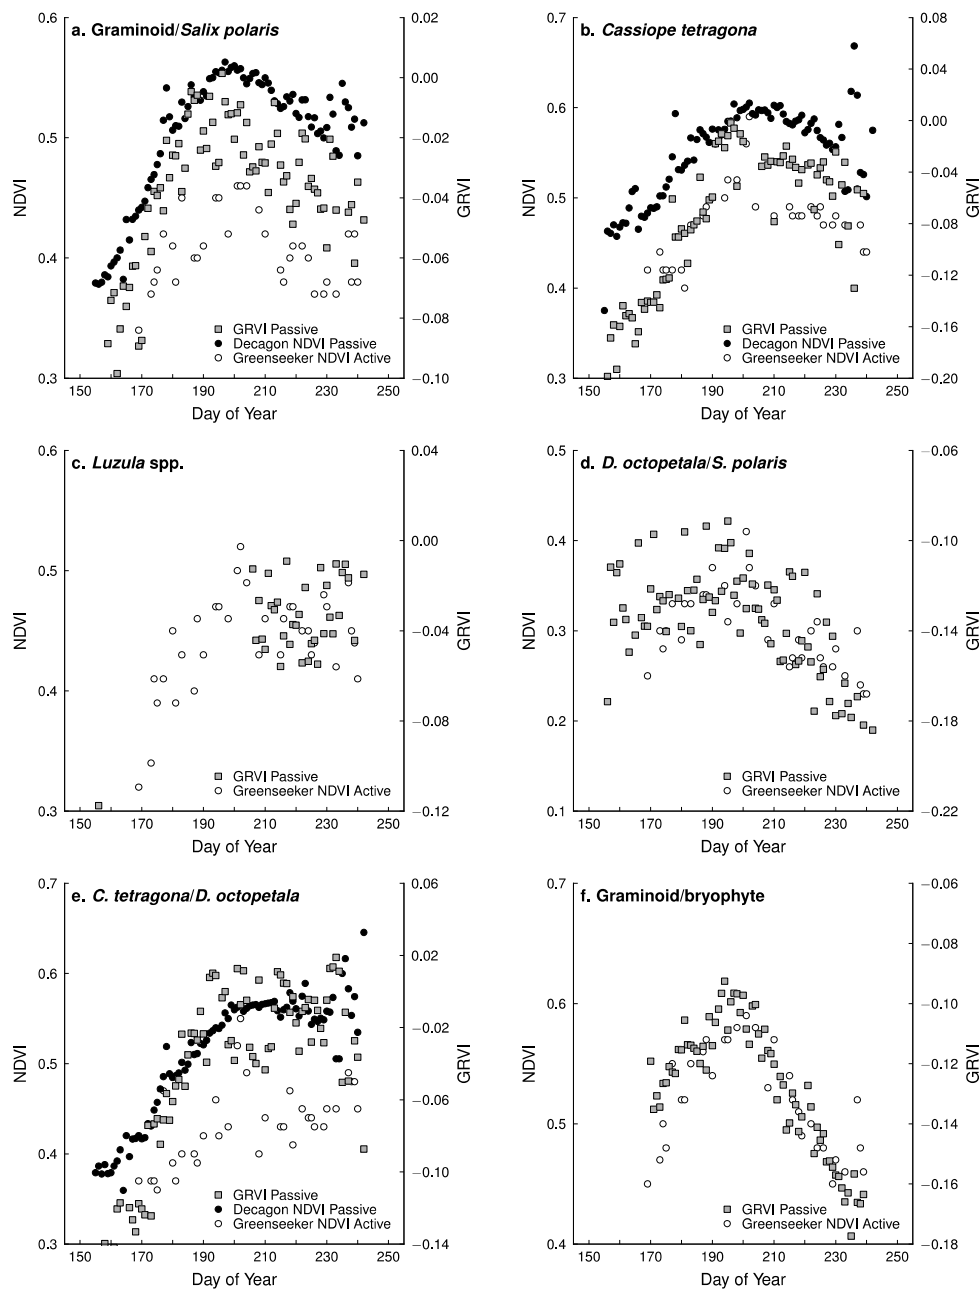 a. Graminoid/Salix polaris
0.6
0.5
0.4
0.3
NDVI
0.02
0.00
−0.02
−0.04
−0.06
−0.08
−0.10
GRVI
GRVI Passive
Decagon NDVI Passive
Greenseeker NDVI Active
150 170 190 210 230 250
Day of Year
b. Cassiope tetragona
0.7
0.6
0.5
0.4
0.3
NDVI
0.08
0.04
0.00
−0.04
−0.08
−0.12
−0.16
−0.20
GRVI
GRVI Passive
Decagon NDVI Passive
Greenseeker NDVI Active
150 170 190 210 230 250
Day of Year
c. Luzula spp.
0.6
0.5
0.4
0.3
NDVI
0.04
0.00
−0.04
−0.08
−0.12
GRVI
GRVI Passive
Greenseeker NDVI Active
150 170 190 210 230 250
Day of Year
d. D. octopetala/S. polaris
0.5
0.4
0.3
0.2
0.1
NDVI
−0.06
−0.10
−0.14
−0.18
−0.22
GRVI
GRVI Passive
Greenseeker NDVI Active
150 170 190 210 230 250
Day of Year
e. C. tetragona/D. octopetala
0.7
0.6
0.5
0.4
0.3
NDVI
0.06
0.02
−0.02
−0.06
−0.10
−0.14
GRVI
GRVI Passive
Decagon NDVI Passive
Greenseeker NDVI Active
150 170 190 210 230 250
Day of Year
f. Graminoid/bryophyte
0.7
0.6
0.5
0.4
NDVI
−0.06
−0.08
−0.10
−0.12
−0.14
−0.16
−0.18
GRVI
GRVI Passive
Greenseeker NDVI Active
150 170 190 210 230 250
Day of Year